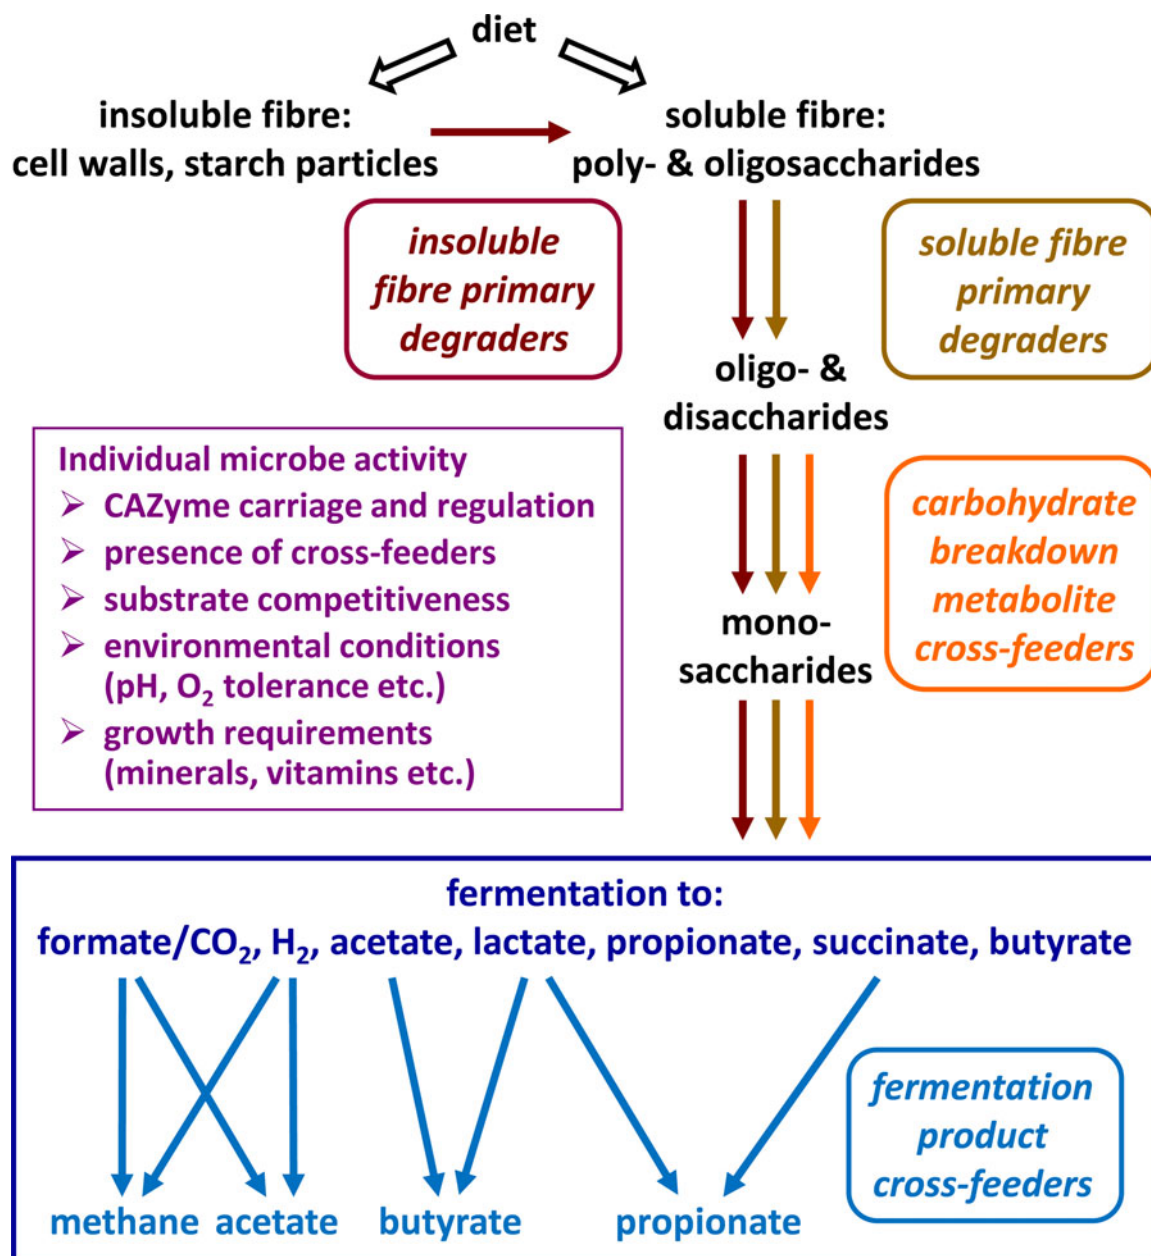 diet
insoluble fibre:
cell walls, starch particles
soluble fibre:
poly- & oligosaccharides
insoluble
fibre primary
degraders
soluble fibre
primary
degraders
oligo- &
disaccharides
Individual microbe activity
➢ CAZyme carriage and regulation
➢ presence of cross-feeders
➢ substrate competitiveness
➢ environmental conditions
(pH, O₂ tolerance etc.)
➢ growth requirements
(minerals, vitamins etc.)
carbohydrate
breakdown
metabolite
cross-feeders
mono-
saccharides
fermentation to:
formate/CO₂, H₂, acetate, lactate, propionate, succinate, butyrate
fermentation
product
cross-feeders
methane acetate butyrate propionate